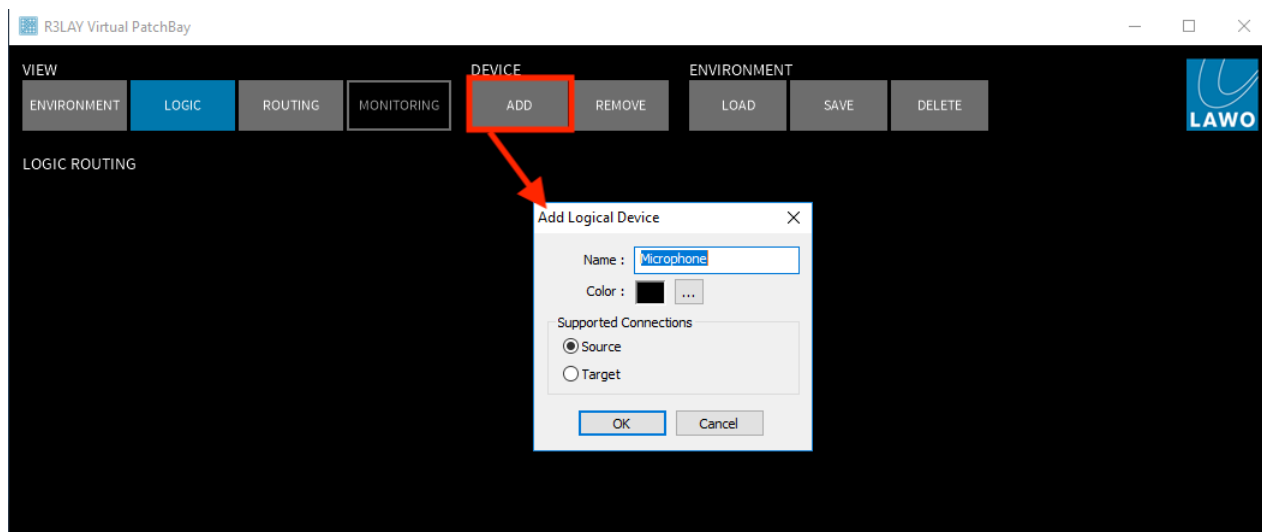 R3LAY Virtual PatchBay
VIEW DEVICE ENVIRONMENT
ENVIRONMENT LOGIC ROUTING MONITORING ADD REMOVE LOAD SAVE DELETE
LAWO
LOGIC ROUTING
Add Logical Device
Name : Microphone
Color : ...
Supported Connections
Source
Target
OK Cancel